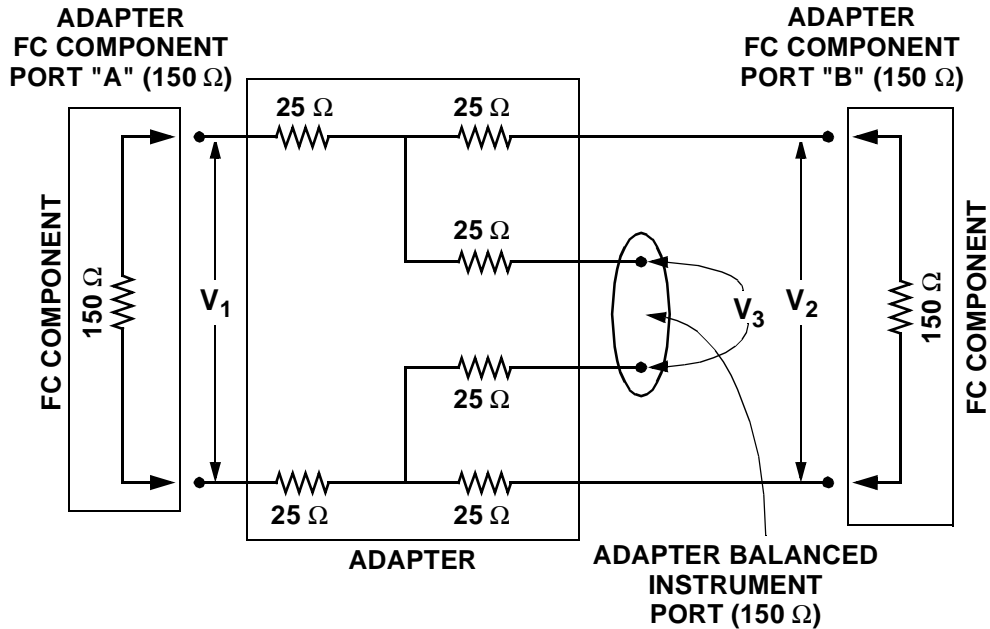 ADAPTER
FC COMPONENT
PORT "A" (150 Ω)
ADAPTER
FC COMPONENT
PORT "B" (150 Ω)
25 Ω
25 Ω
25 Ω
25 Ω
25 Ω
25 Ω
FC COMPONENT
150 Ω
V1
V3
V2
150 Ω
FC COMPONENT
ADAPTER
ADAPTER BALANCED
INSTRUMENT
PORT (150 Ω)